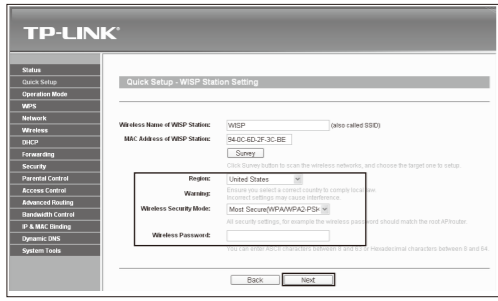 TP-LINK®
Status
Quick Setup
Operation Mode
WPS
Network
Wireless
DHCP
Forwarding
Security
Parental Control
Access Control
Advanced Routing
Bandwidth Control
IP & MAC Binding
Dynamic DNS
System Tools
Quick Setup - WISP Station Setting
Wireless Name of WISP Station: WISP (also called SSID)
MAC Address of WISP Station: 94-0C-6D-2F-3C-BE
Survey
Click Survey button to scan the wireless networks, and choose the target one to setup.
Region: United States
Warning: Ensure you select a correct country to comply local law.
Incorrect settings may cause interference.
Wireless Security Mode: Most Secure(WPA/WPA2-PSK
All security settings, for example the wireless password should match the root AP/router.
Wireless Password:
You can enter ASCII characters between 8 and 63 or Hexadecimal characters between 8 and 64.
Back Next